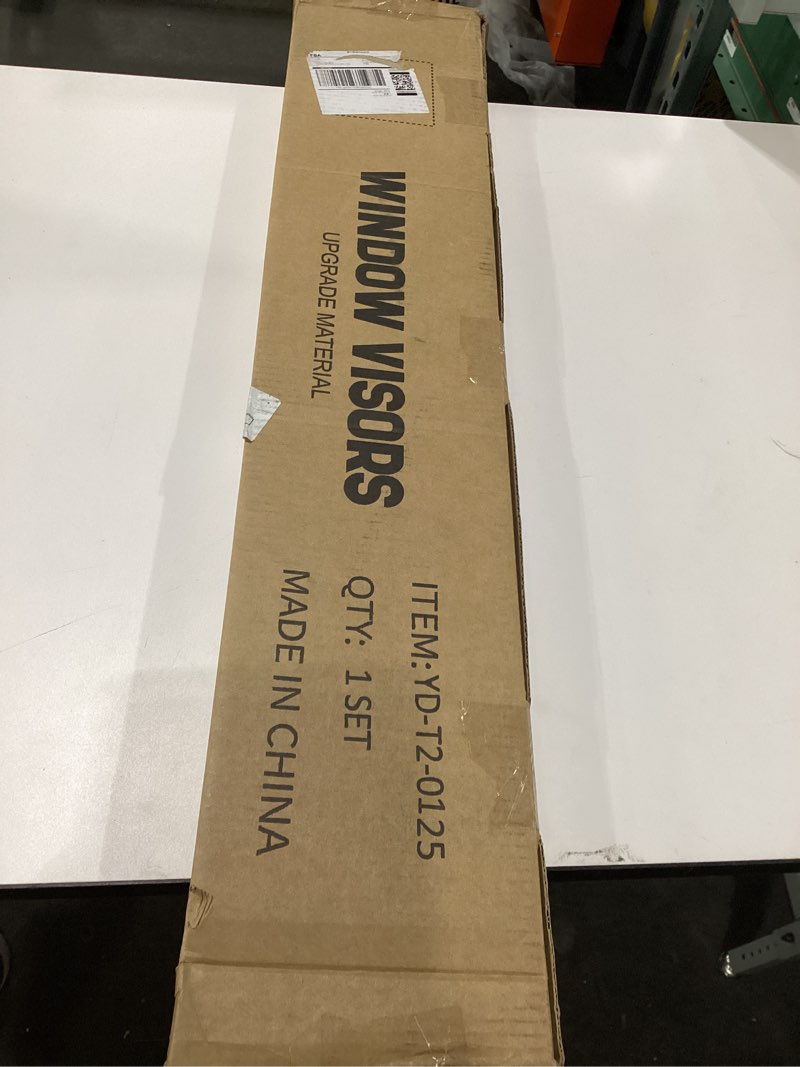 WINDOW VISORS
UPGRADE MATERIAL
ITEM: YD-T2-0125
QTY: 1 SET
MADE IN CHINA